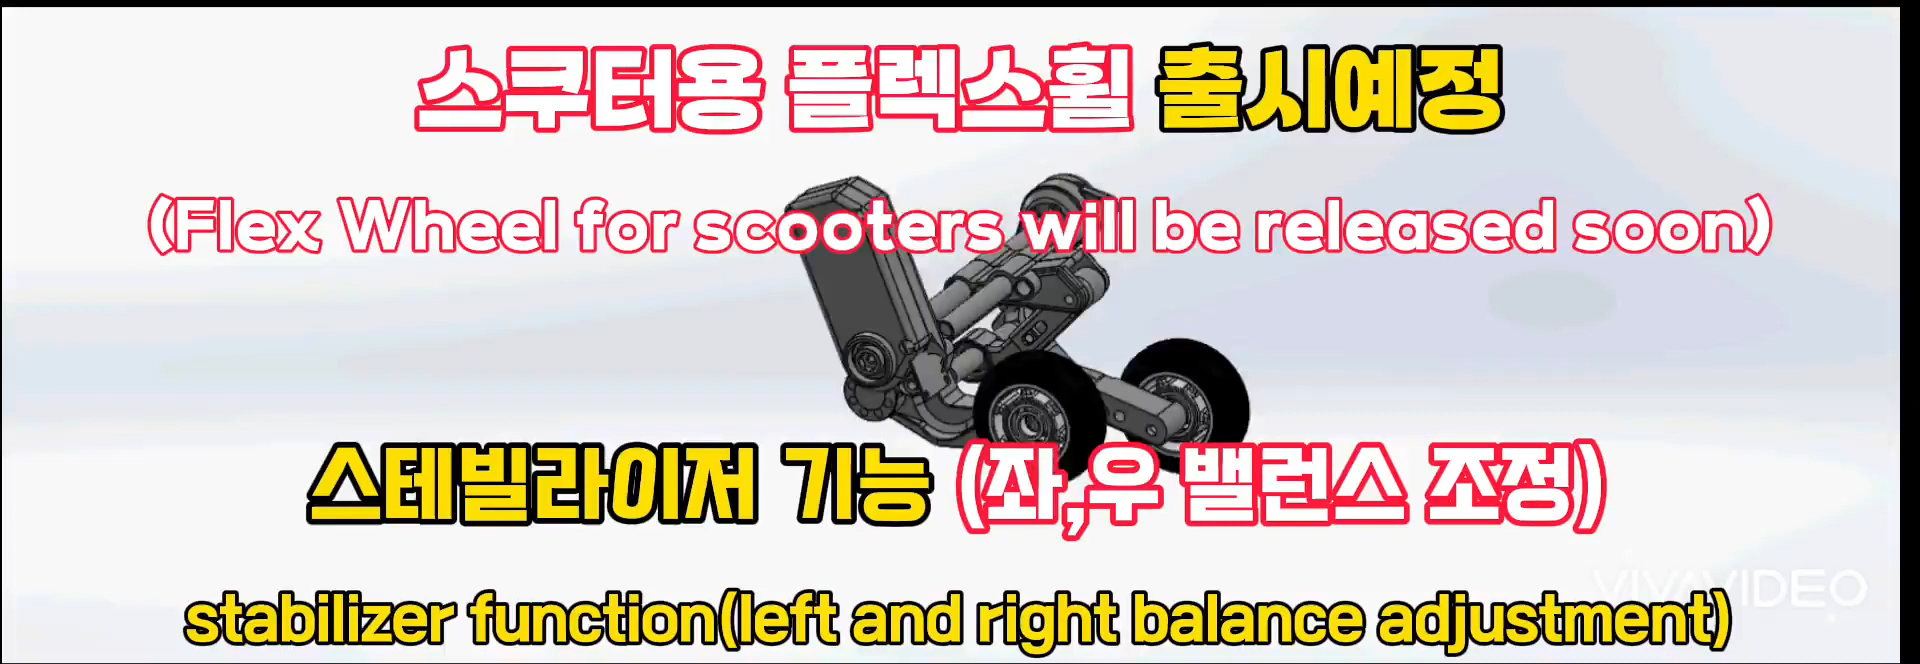 스쿠터용 플렉스휠 출시예정
(Flex Wheel for scooters will be released soon)
스테빌라이저 기능 (좌,우 밸런스 조정)
stabilizer function(left and right balance adjustment)
VIVAVIDEO